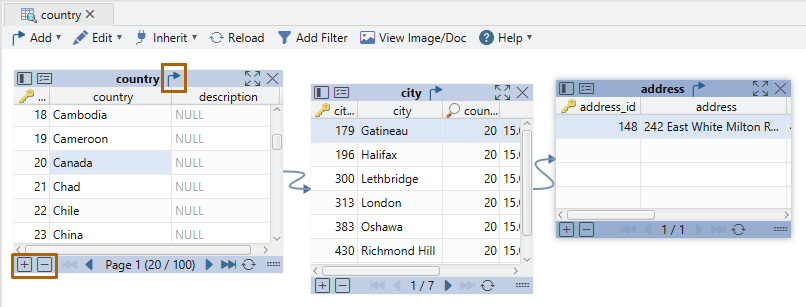 country
Add Edit Inherit Reload Add Filter View Image/Doc Help
country
... country description
18 Cambodia NULL
19 Cameroon NULL
20 Canada NULL
21 Chad NULL
22 Chile NULL
23 China NULL
Page 1 (20 / 100)
city
cit... city coun...
179 Gatineau 20 15.
196 Halifax 20 15.
300 Lethbridge 20 15.
313 London 20 15.
383 Oshawa 20 15.
430 Richmond Hill 20 15.
1 / 7
address
address_id address
148 242 East White Milton R...
1 / 1